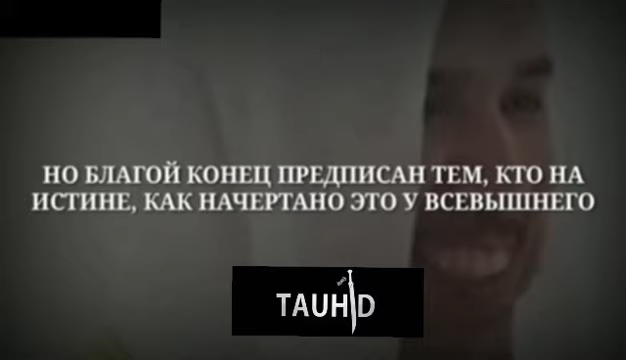 НО БЛАГОЙ КОНЕЦ ПРЕДПИСАН ТЕМ, КТО НА
ИСТИНЕ, КАК НАЧЕРТАНО ЭТО У ВСЕВЫШНЕГО
TAUHID